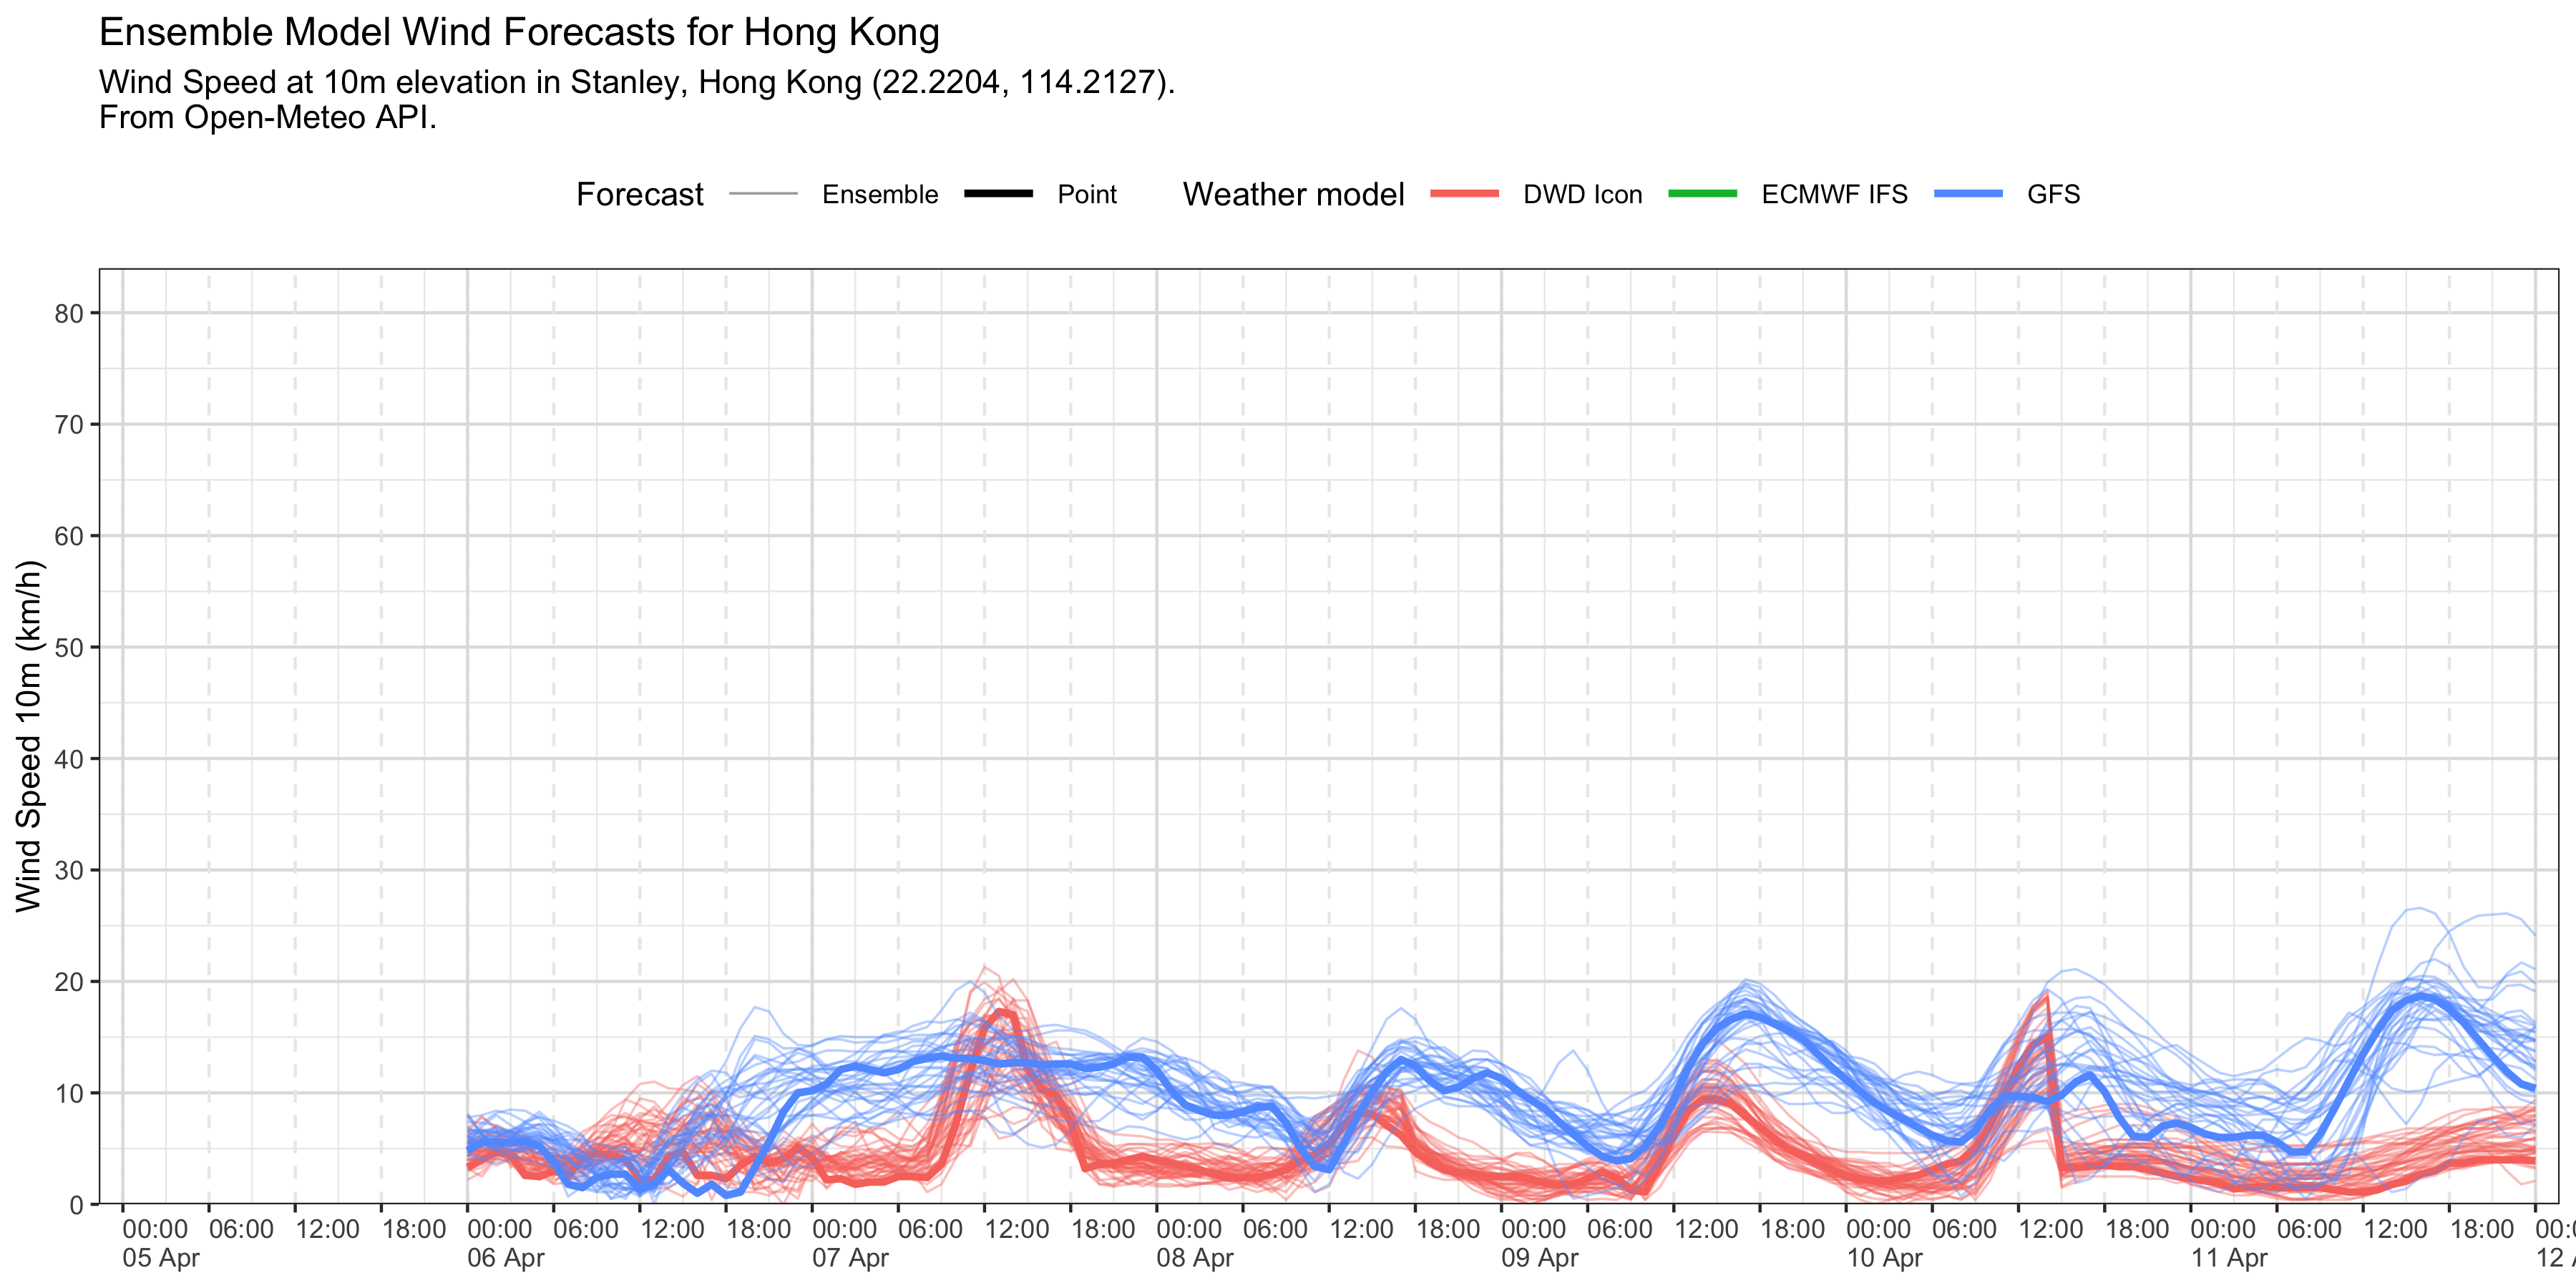 Ensemble Model Wind Forecasts for Hong Kong
Wind Speed at 10m elevation in Stanley, Hong Kong (22.2204, 114.2127).
From Open-Meteo API.
Forecast Ensemble Point Weather model DWD Icon ECMWF IFS GFS
Wind Speed 10m (km/h)
80
70
60
50
40
30
20
10
0
00:00 06:00 12:00 18:00 00:00 06:00 12:00 18:00 00:00 06:00 12:00 18:00 00:00 06:00 12:00 18:00 00:00 06:00 12:00 18:00 00:00 06:00 12:00 18:00 00:00 06:00 12:00 18:00
05 Apr 06 Apr 07 Apr 08 Apr 09 Apr 10 Apr 11 Apr 12